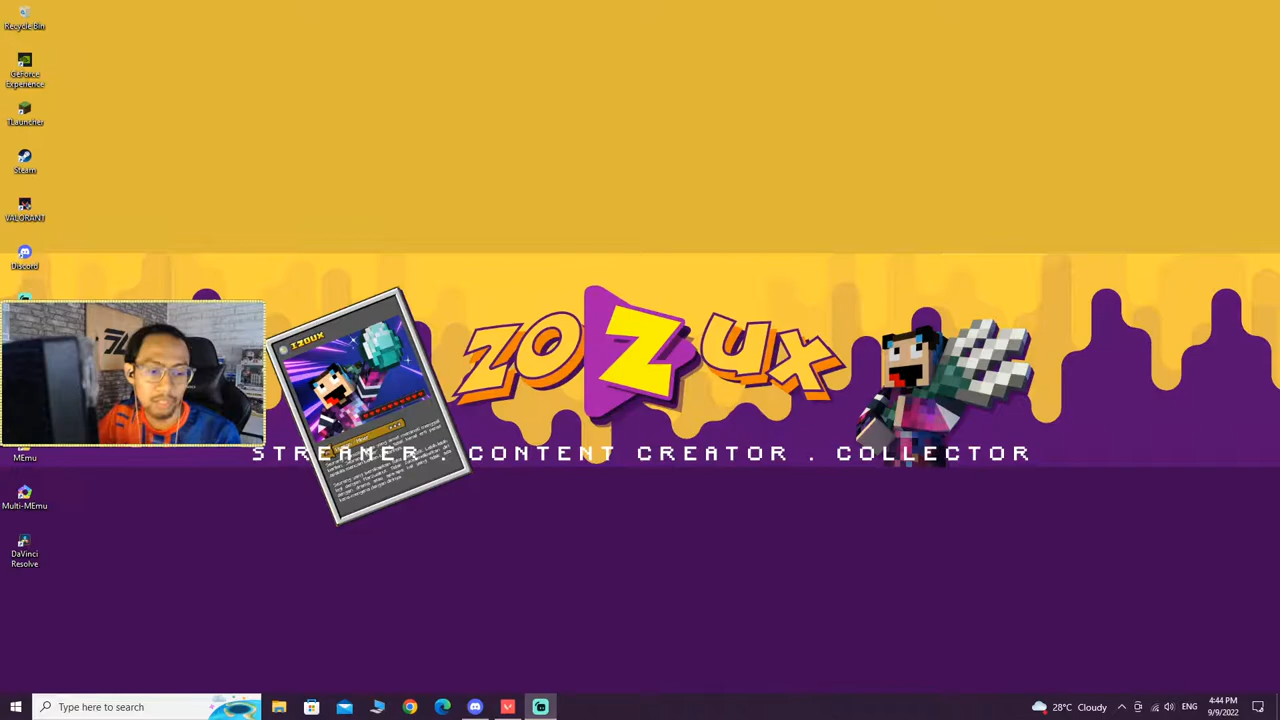 Recycle Bin
GeForce
Experience
TLauncher
Steam
VALORANT
Discord
MEmu
Multi-MEmu
DaVinci
Resolve
IZOUX
ZOZUX
STREAMER . CONTENT CREATOR . COLLECTOR
Type here to search
28°C Cloudy
ENG
4:44 PM
9/9/2022